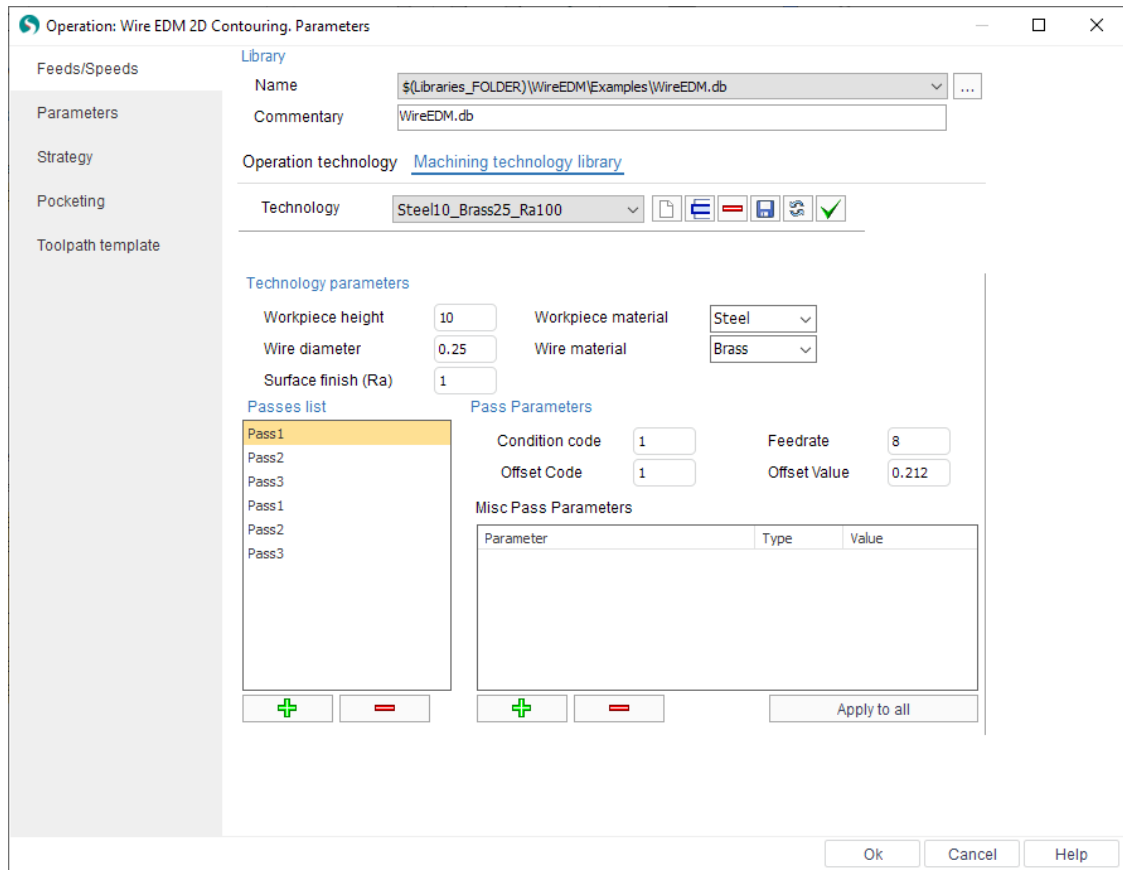 Operation: Wire EDM 2D Contouring. Parameters
Feeds/Speeds
Parameters
Strategy
Pocketing
Toolpath template
Library
Name $(Libraries_FOLDER)\WireEDM\Examples\WireEDM.db ...
Commentary WireEDM.db
Operation technology Machining technology library
Technology Steel10_Brass25_Ra100
Technology parameters
Workpiece height 10 Workpiece material Steel
Wire diameter 0.25 Wire material Brass
Surface finish (Ra) 1
Passes list
Pass1
Pass2
Pass3
Pass1
Pass2
Pass3
Pass Parameters
Condition code 1 Feedrate 8
Offset Code 1 Offset Value 0.212
Misc Pass Parameters
Parameter Type Value
Apply to all
Ok Cancel Help